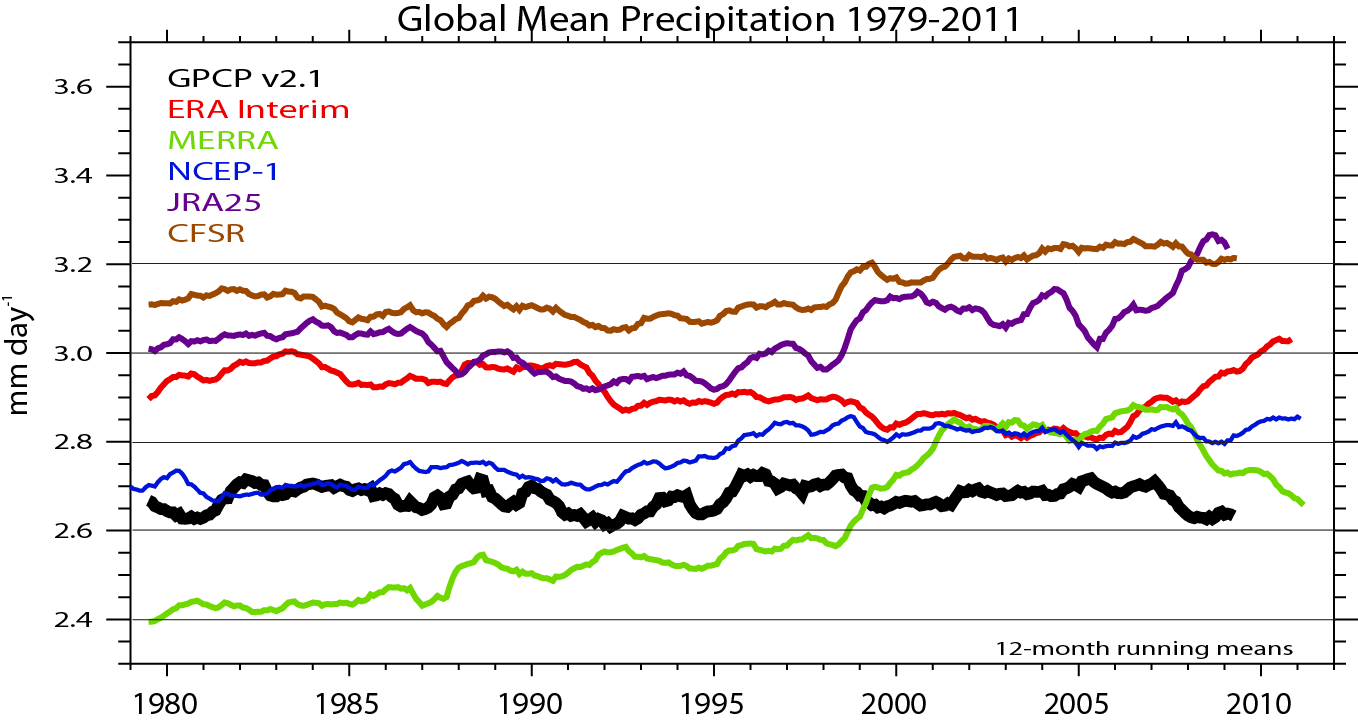 Global Mean Precipitation 1979-2011
GPCP v2.1
ERA Interim
MERRA
NCEP-1
JRA25
CFSR
3.6
3.4
3.2
3.0
2.8
2.6
2.4
mm day-1
12-month running means
1980 1985 1990 1995 2000 2005 2010